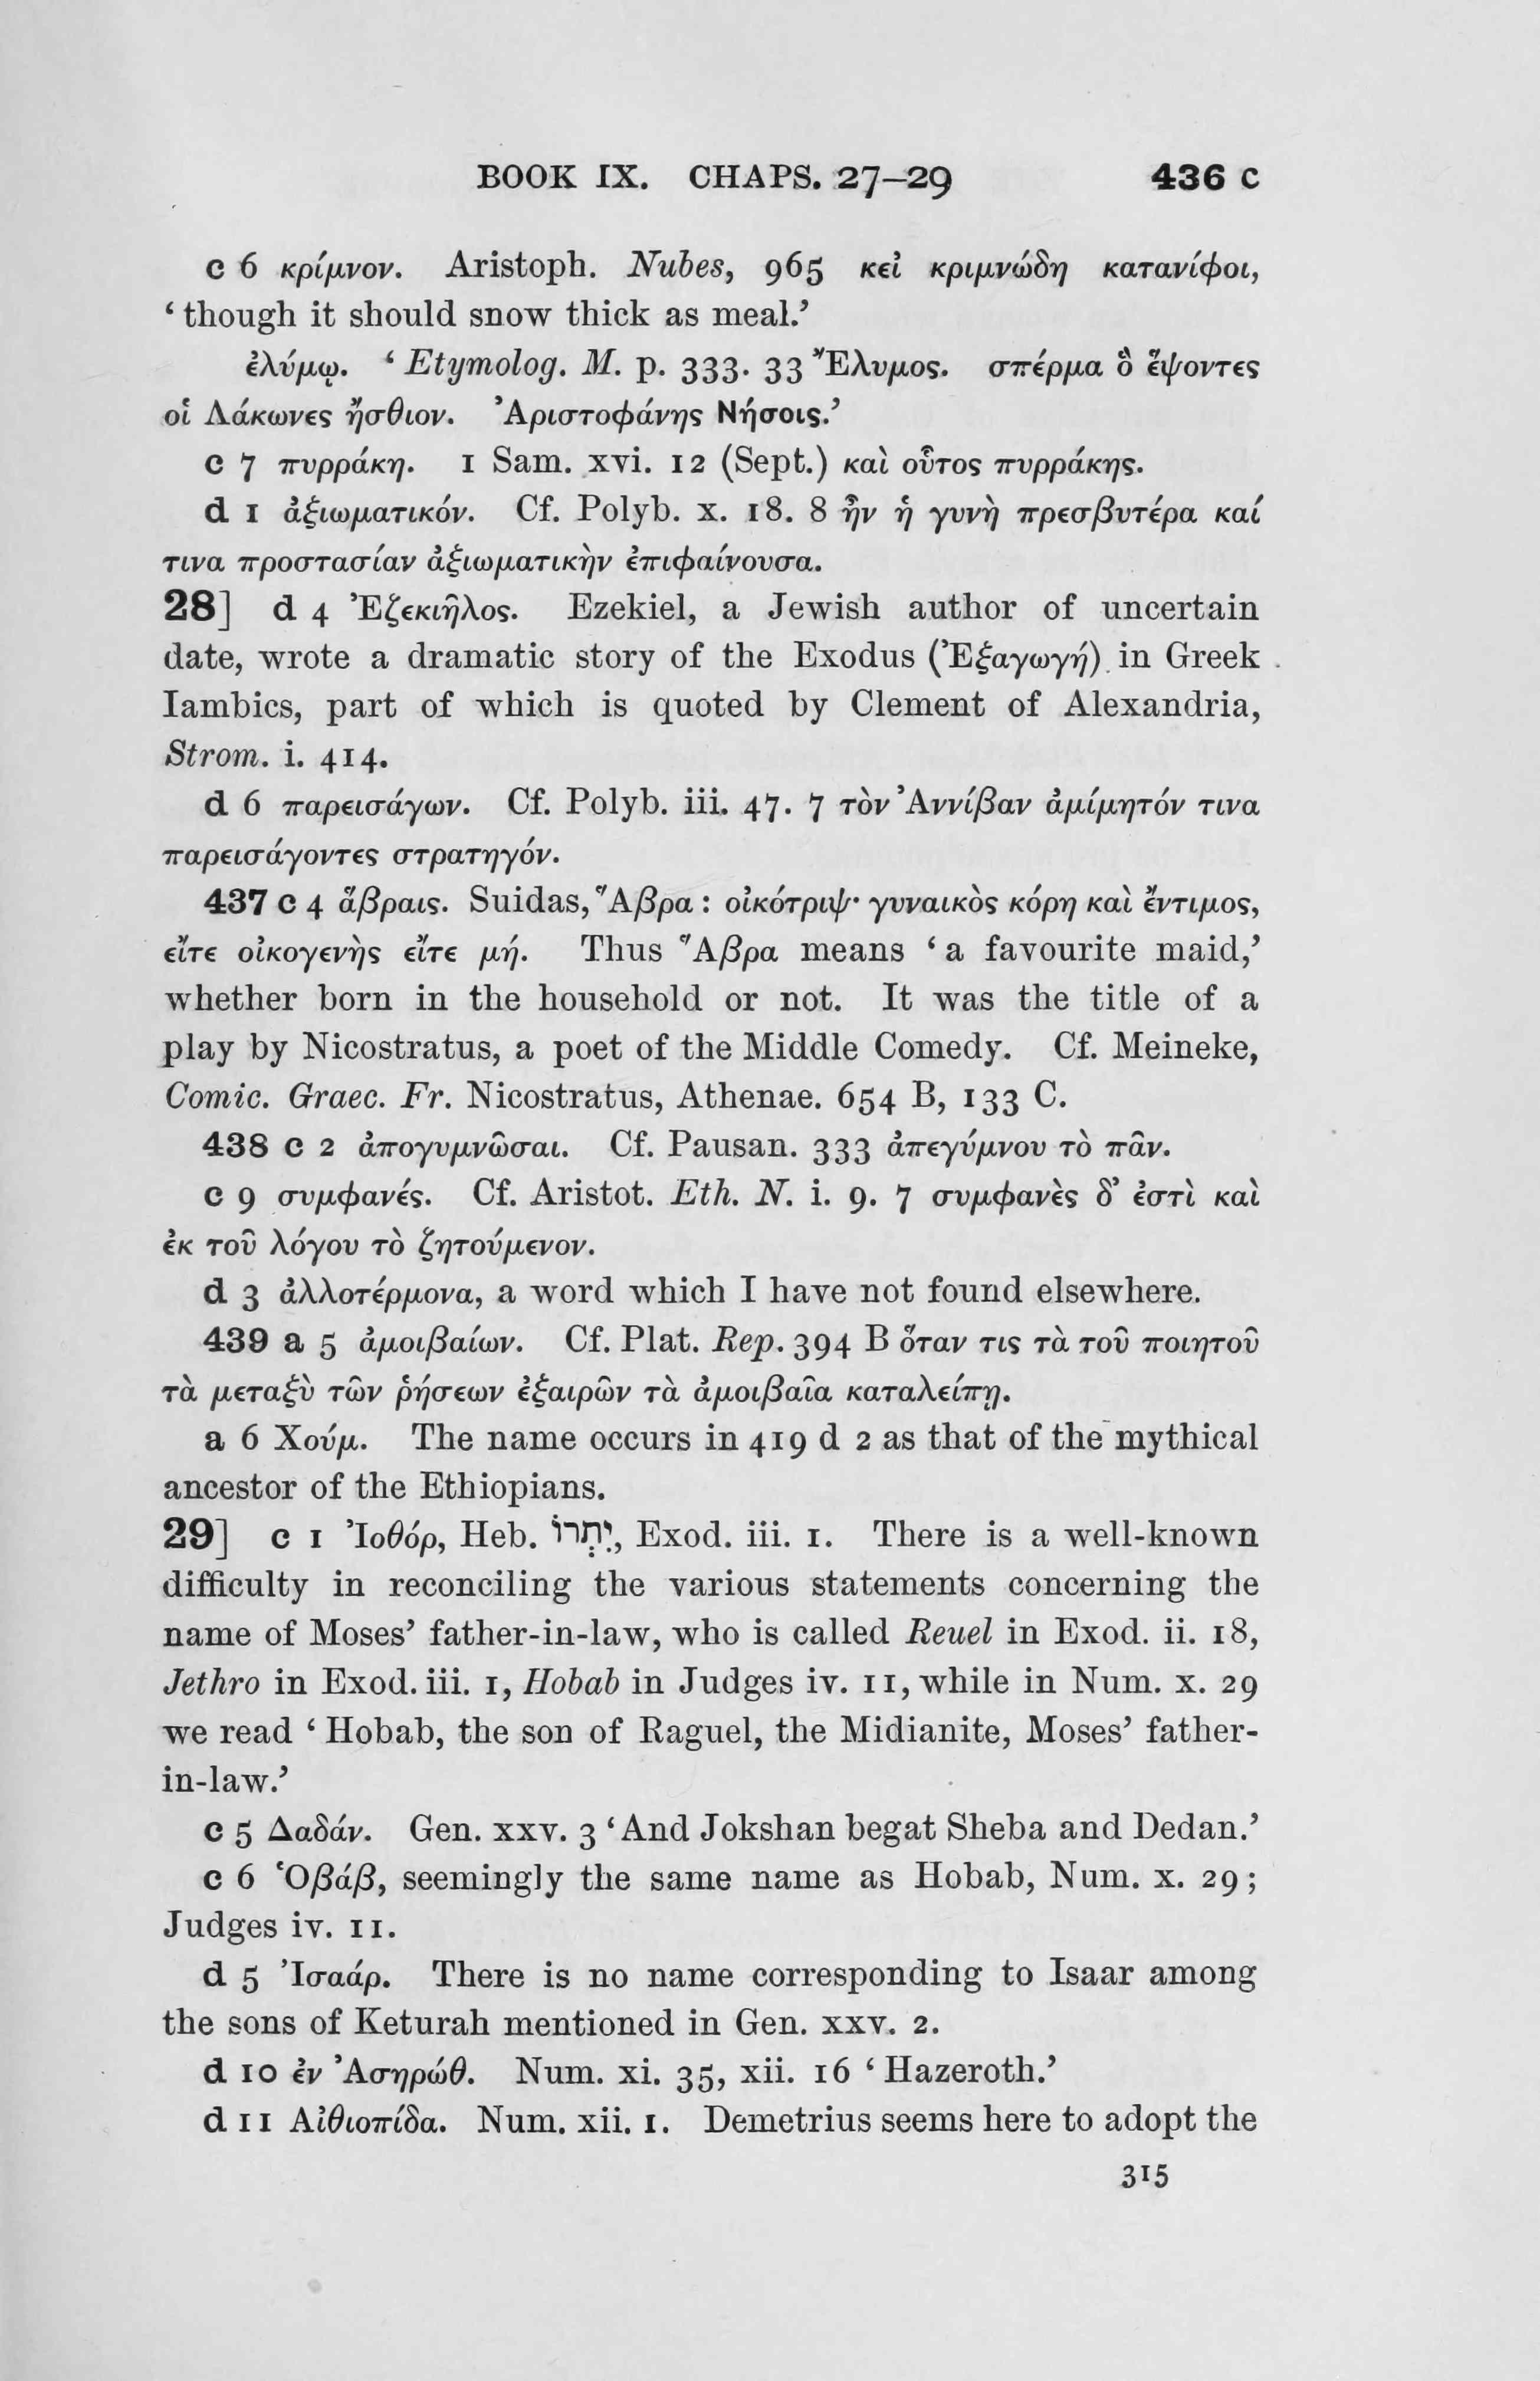 BOOK IX. CHAPS. 27–29 436 c
c 6 κρίμνον. Aristoph. Nubes, 965 κεἰ κριμνώδη κατανίφοι,
‘though it should snow thick as meal.’
ἐλύμῳ. ‘Etymolog. M. p. 333. 33 Ἔλυμος. σπέρμα ὃ ἕψοντες
οἱ Λάκωνες ἤσθιον. Ἀριστοφάνης Νήσοις.’
c 7 πυρράκη. 1 Sam. xvi. 12 (Sept.) καὶ οὗτος πυρράκης.
d 1 ἀξιωματικόν. Cf. Polyb. x. 18. 8 ἦν ἡ γυνὴ πρεσβυτέρα καί
τινα προστασίαν ἀξιωματικὴν ἐπιφαίνουσα.
28] d 4 Ἐζεκιῆλος. Ezekiel, a Jewish author of uncertain
date, wrote a dramatic story of the Exodus (Ἐξαγωγή) in Greek
Iambics, part of which is quoted by Clement of Alexandria,
Strom. i. 414.
d 6 παρεισάγων. Cf. Polyb. iii. 47. 7 τὸν Ἀννίβαν ἀμίμητόν τινα
παρεισάγοντες στρατηγόν.
437 c 4 ἅβραις. Suidas, Ἅβρα : οἰκότριψ· γυναικὸς κόρη καὶ ἔντιμος,
εἴτε οἰκογενὴς εἴτε μή. Thus Ἅβρα means ‘a favourite maid,’
whether born in the household or not. It was the title of a
play by Nicostratus, a poet of the Middle Comedy. Cf. Meineke,
Comic. Graec. Fr. Nicostratus, Athenae. 654 B, 133 C.
438 c 2 ἀπογυμνῶσαι. Cf. Pausan. 333 ἀπεγύμνου τὸ πᾶν.
c 9 συμφανές. Cf. Aristot. Eth. N. i. 9. 7 συμφανὲς δ’ ἐστὶ καὶ
ἐκ τοῦ λόγου τὸ ζητούμενον.
d 3 ἀλλοτέρμονα, a word which I have not found elsewhere.
439 a 5 ἀμοιβαίων. Cf. Plat. Rep. 394 B ὅταν τις τὰ τοῦ ποιητοῦ
τὰ μεταξὺ τῶν ῥήσεων ἐξαιρῶν τὰ ἀμοιβαῖα καταλείπῃ.
a 6 Χούμ. The name occurs in 419 d 2 as that of the mythical
ancestor of the Ethiopians.
29] c 1 Ἰοθόρ, Heb. יִתְרוֹ, Exod. iii. 1. There is a well-known
difficulty in reconciling the various statements concerning the
name of Moses’ father-in-law, who is called Reuel in Exod. ii. 18,
Jethro in Exod. iii. 1, Hobab in Judges iv. 11, while in Num. x. 29
we read ‘Hobab, the son of Raguel, the Midianite, Moses’ father-
in-law.’
c 5 Δαδάν. Gen. xxv. 3 ‘And Jokshan begat Sheba and Dedan.’
c 6 Ὀβάβ, seemingly the same name as Hobab, Num. x. 29;
Judges iv. 11.
d 5 Ἰσαάρ. There is no name corresponding to Isaar among
the sons of Keturah mentioned in Gen. xxv. 2.
d 10 ἐν Ἀσηρώθ. Num. xi. 35, xii. 16 ‘Hazeroth.’
d 11 Αἰθιοπίδα. Num. xii. 1. Demetrius seems here to adopt the
315